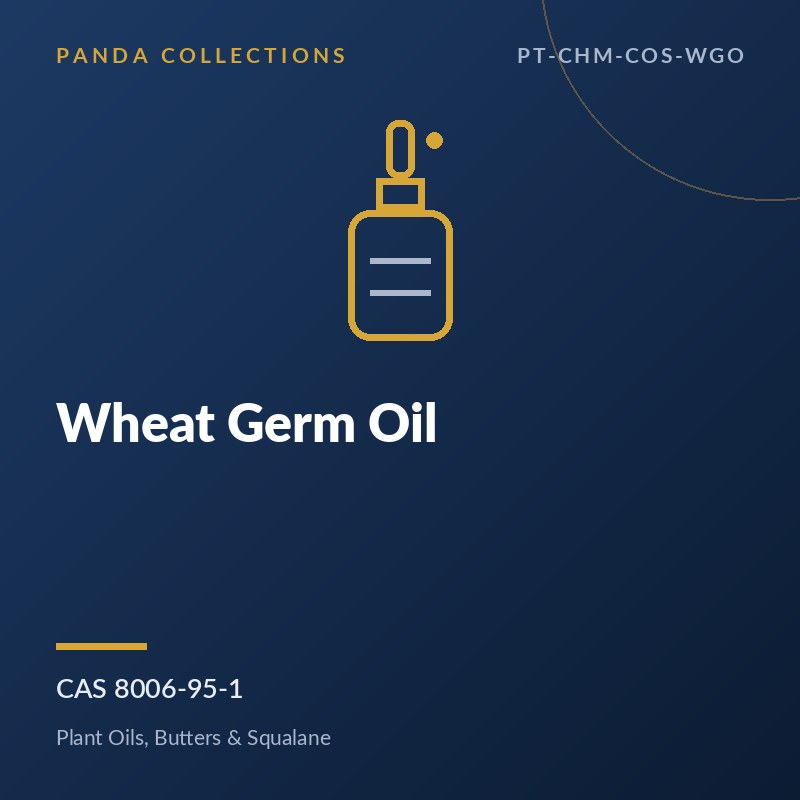 PANDA COLLECTIONS
PT-CHM-COS-WGO
Wheat Germ Oil
CAS 8006-95-1
Plant Oils, Butters & Squalane